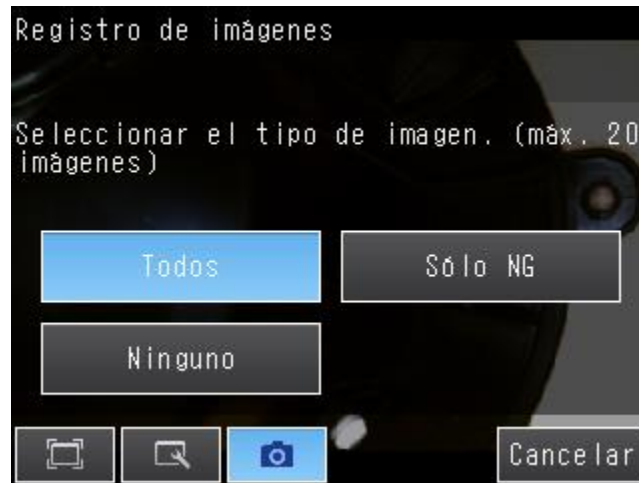 Registro de imágenes
Seleccionar el tipo de imagen. (máx. 20
imágenes)
Todos
Sólo NG
Ninguno
Cancelar